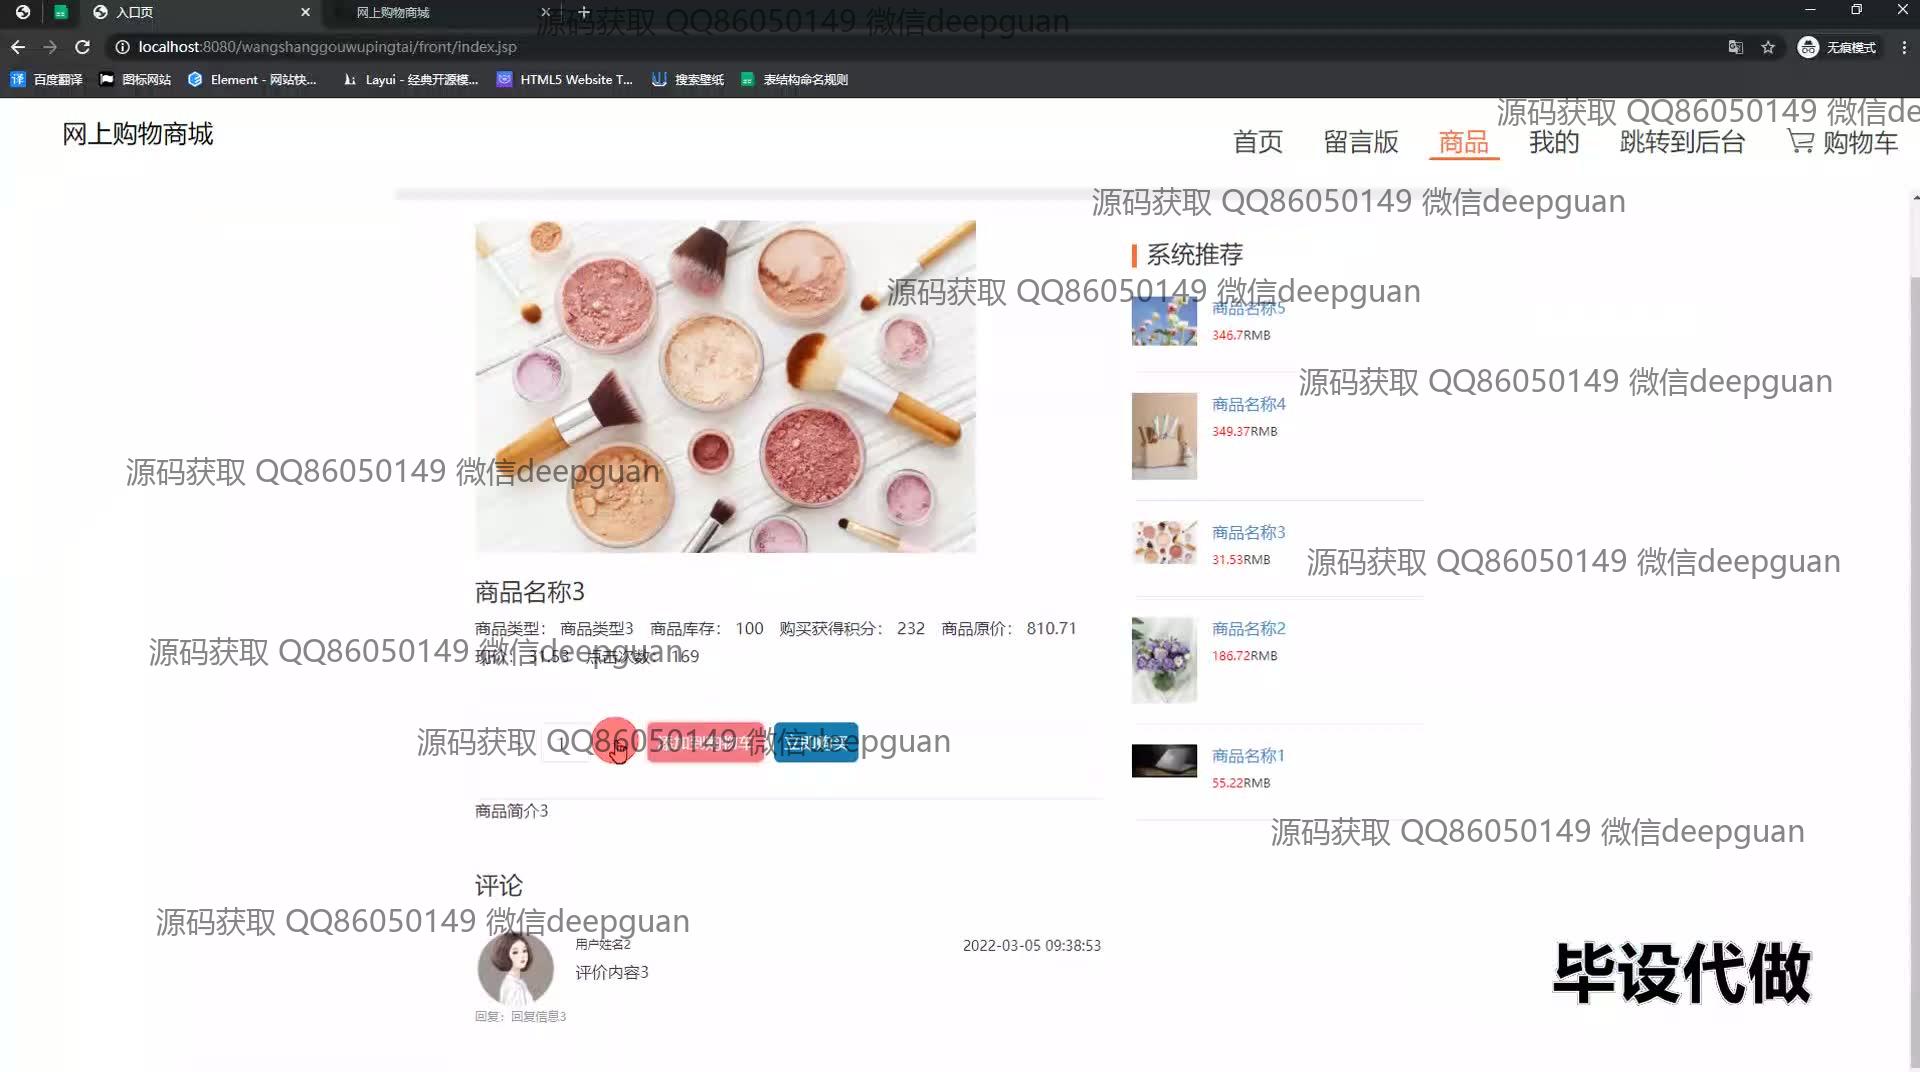 入口页
网上购物商城
源码获取 QQ86050149 微信deepguan
localhost:8080/wangshanggouwupingtai/front/index.jsp
无痕模式
百度翻译
图标网站
Element - 网站快...
Layui - 经典开源模...
HTML5 Website T...
搜索壁纸
表结构命名规则
源码获取 QQ86050149 微信de
网上购物商城
首页 留言版 商品 我的 跳转到后台 购物车
源码获取 QQ86050149 微信deepguan
系统推荐
源码获取 QQ86050149 微信deepguan
商品名称5
346.7RMB
源码获取 QQ86050149 微信deepguan
商品名称4
349.37RMB
源码获取 QQ86050149 微信deepguan
商品名称3
31.53RMB
源码获取 QQ86050149 微信deepguan
商品名称3
商品类型： 商品类型3 商品库存： 100 购买获得积分： 232 商品原价： 810.71
现价： 31.53 点击次数： 169
源码获取 QQ86050149 微信deepguan
商品名称2
186.72RMB
1
添加到购物车
立即购买
源码获取 QQ86050149 微信deepguan
商品名称1
55.22RMB
商品简介3
源码获取 QQ86050149 微信deepguan
评论
源码获取 QQ86050149 微信deepguan
用户姓名2
2022-03-05 09:38:53
评价内容3
回复：回复信息3
毕设代做